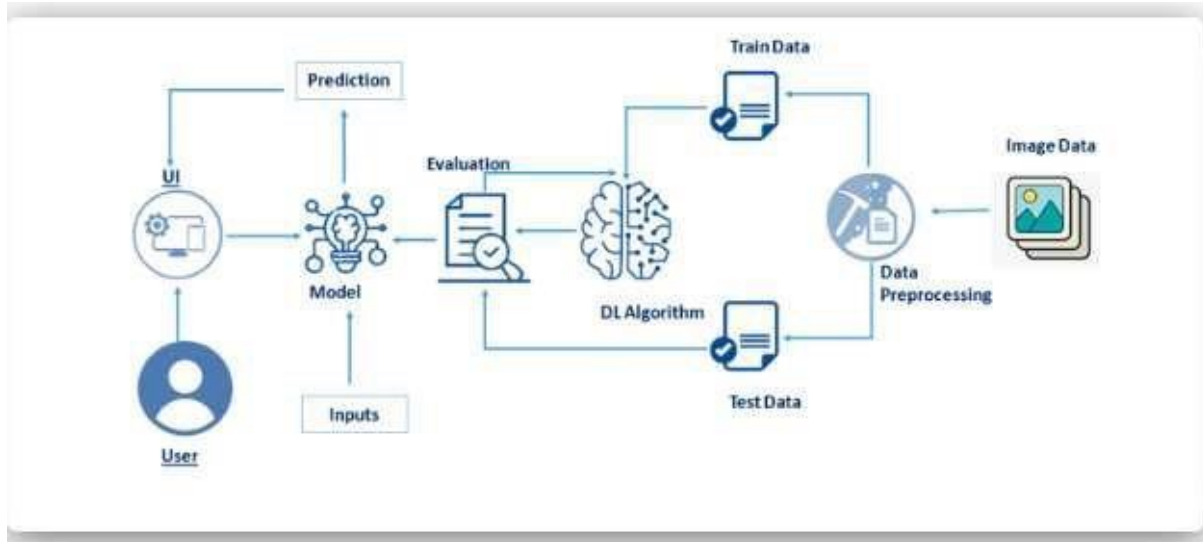 Train Data
Prediction
Image Data
Evaluation
UI
Data
Preprocessing
Model
DL Algorithm
Test Data
Inputs
User